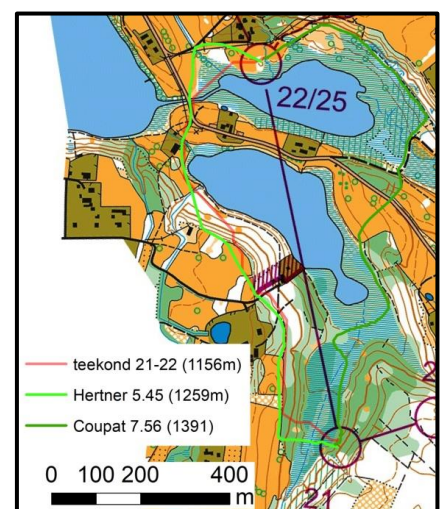 22/25
teekond 21-22 (1156m)
Hertner 5.45 (1259m)
Coupat 7.56 (1391)
0 100 200 400
m
21
2